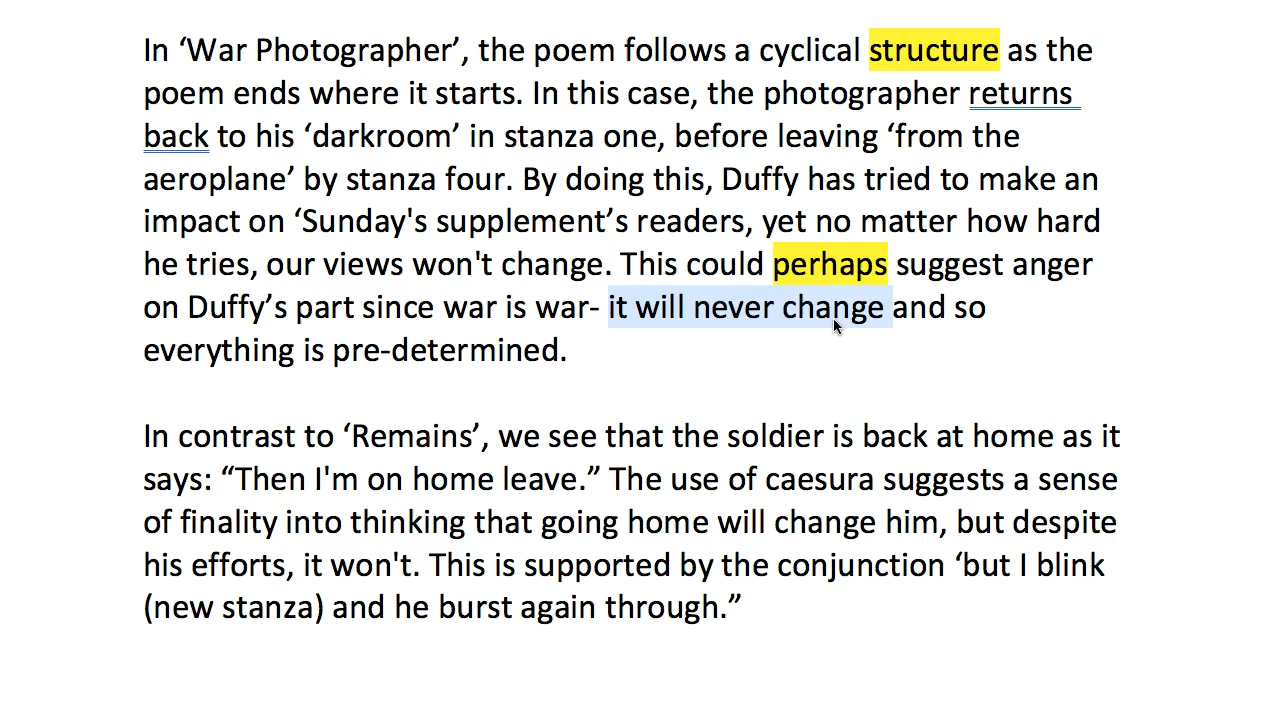 In ‘War Photographer’, the poem follows a cyclical structure as the
poem ends where it starts. In this case, the photographer returns
back to his ‘darkroom’ in stanza one, before leaving ‘from the
aeroplane’ by stanza four. By doing this, Duffy has tried to make an
impact on ‘Sunday's supplement’s readers, yet no matter how hard
he tries, our views won't change. This could perhaps suggest anger
on Duffy’s part since war is war- it will never change and so
everything is pre-determined.
In contrast to ‘Remains’, we see that the soldier is back at home as it
says: “Then I'm on home leave.” The use of caesura suggests a sense
of finality into thinking that going home will change him, but despite
his efforts, it won't. This is supported by the conjunction ‘but I blink
(new stanza) and he burst again through.”